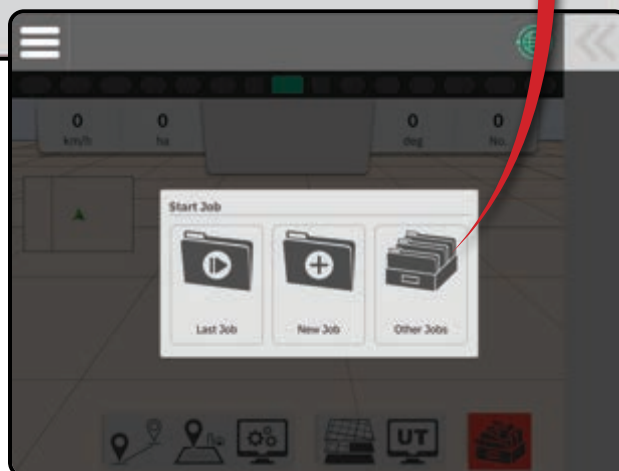 0 0 0 0
km/h ha deg No.
Start Job
Last Job New Job Other Jobs
UT